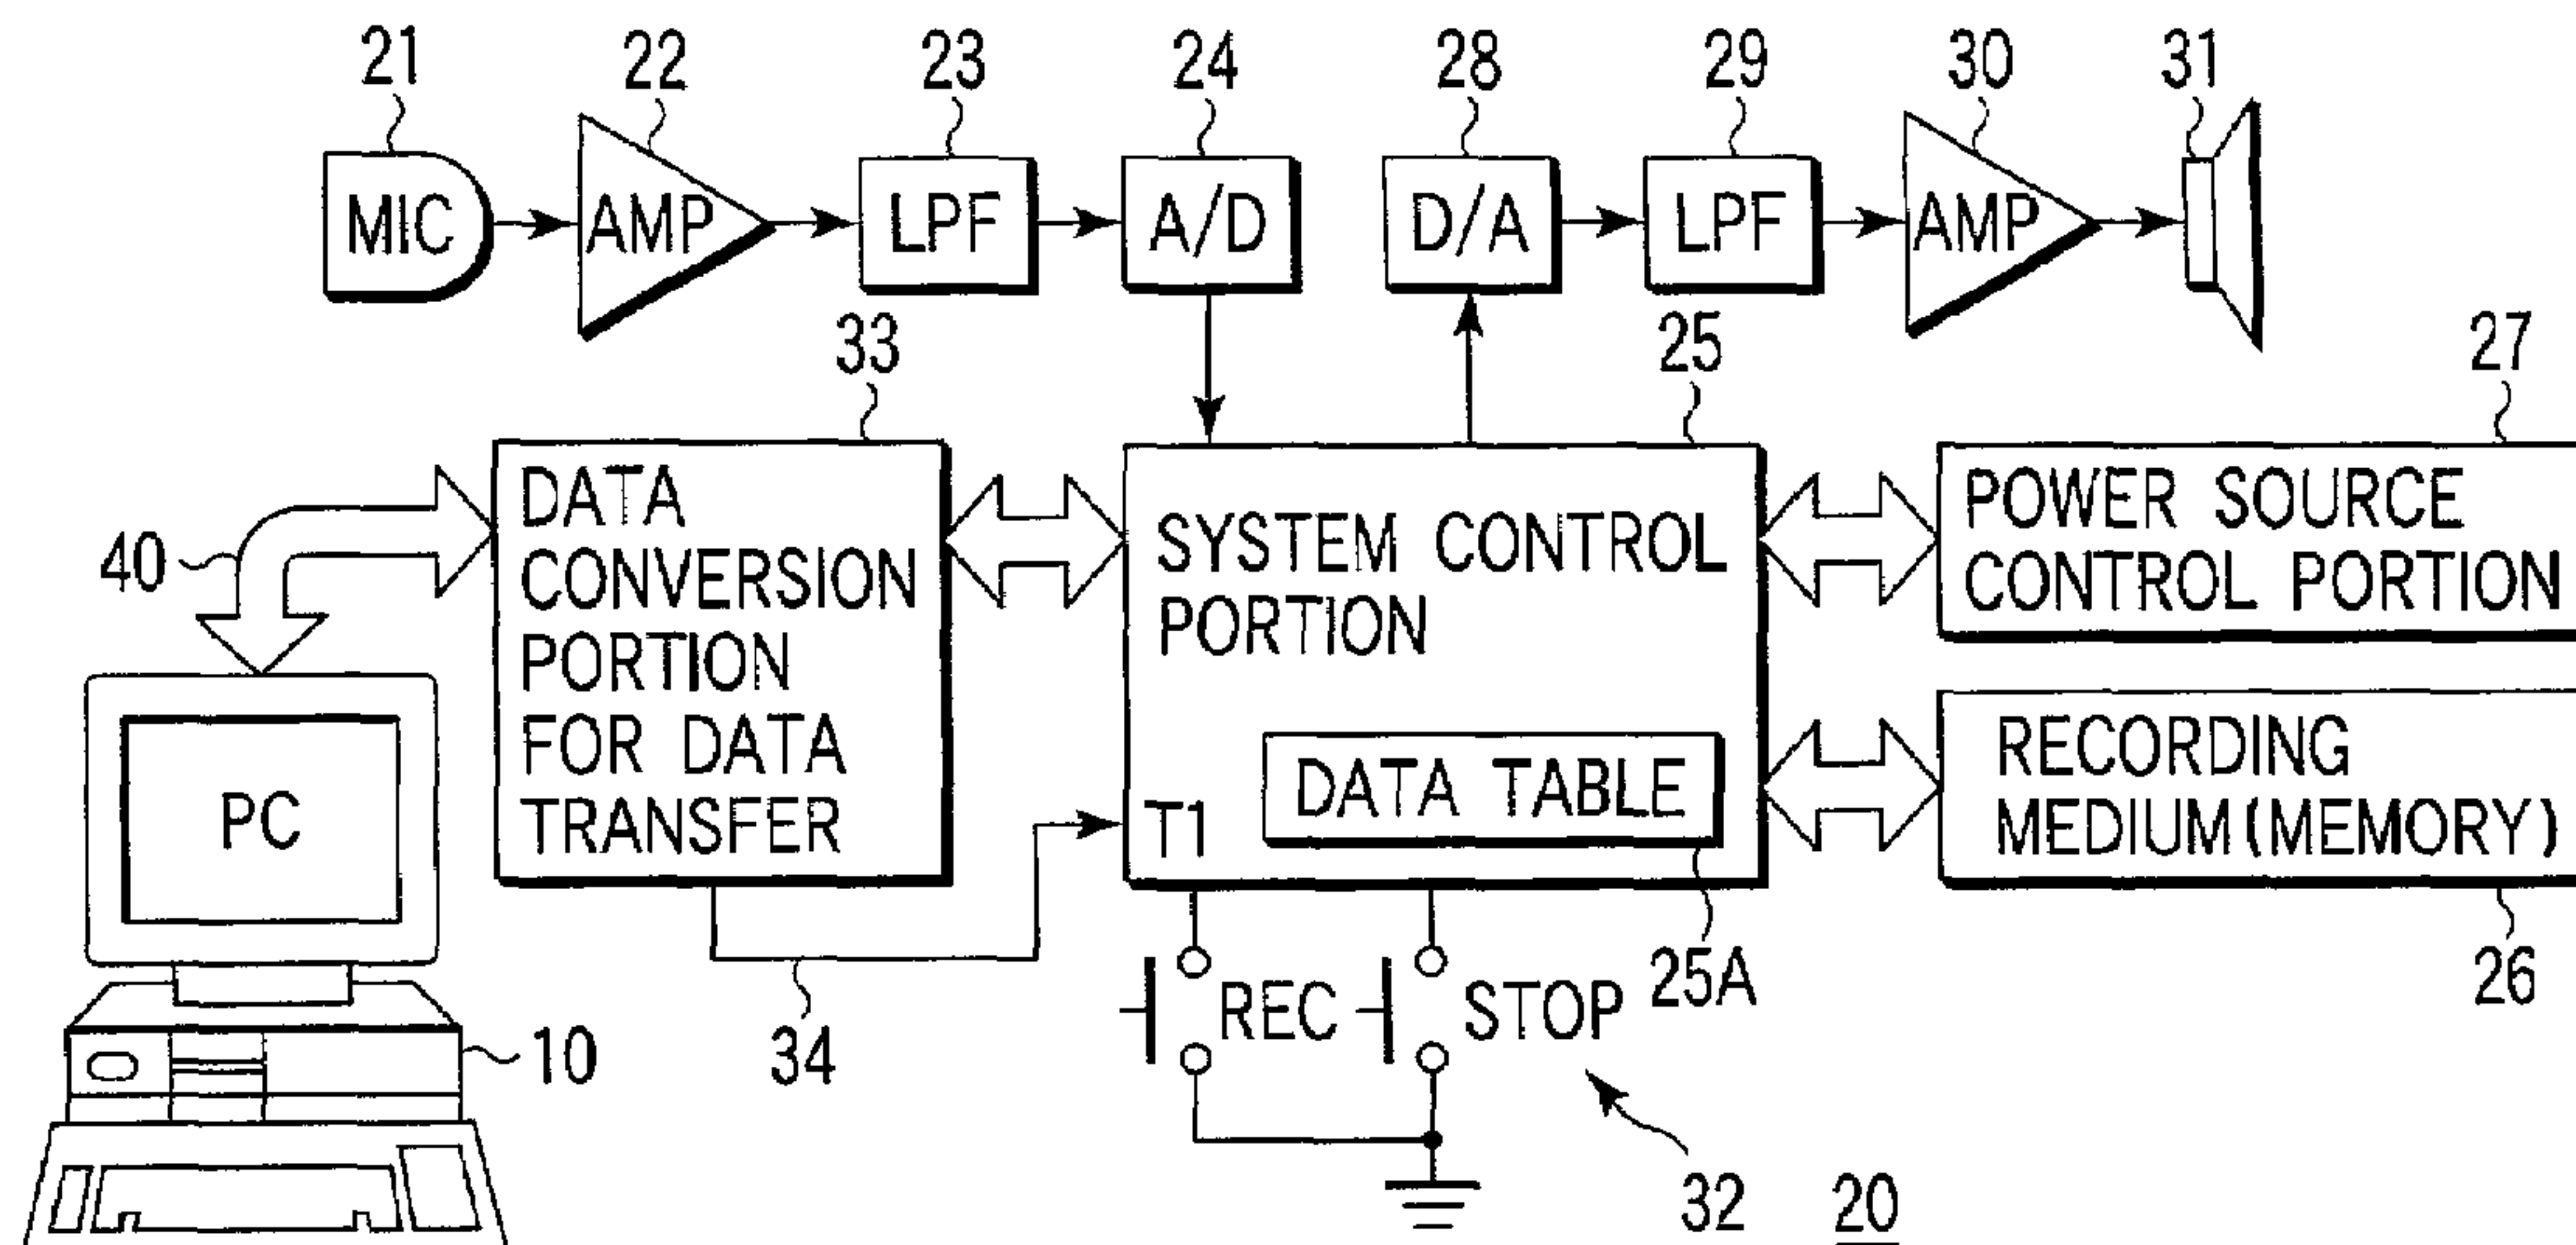 21 22 23 24 28 29 30 31
MIC AMP LPF A/D D/A LPF AMP
33 25 27
DATA
CONVERSION
PORTION
FOR DATA
TRANSFER
SYSTEM CONTROL
PORTION
POWER SOURCE
CONTROL PORTION
40
PC
T1
DATA TABLE
RECORDING
MEDIUM (MEMORY)
REC STOP 25A 26
10 34
32 20